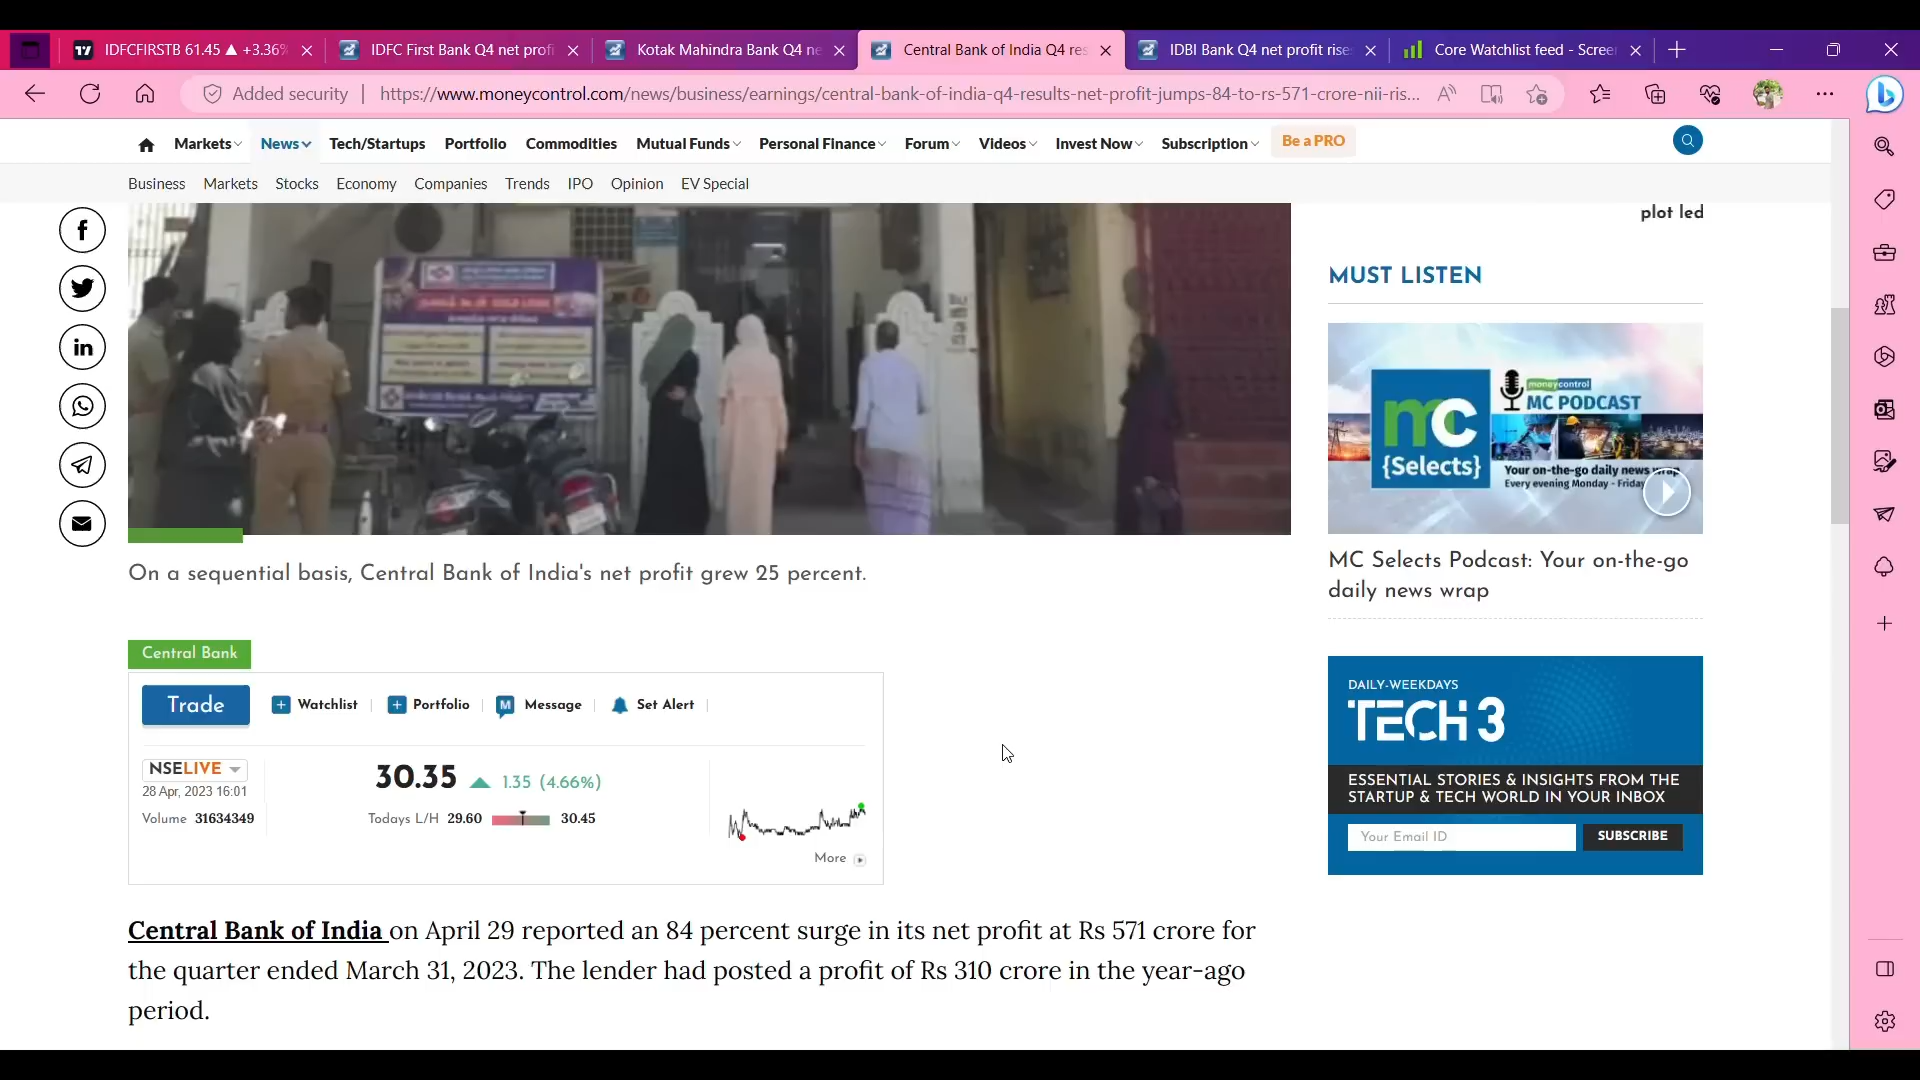 IDFCFIRSTB 61.45 ▲ +3.36%
IDFC First Bank Q4 net profi
Kotak Mahindra Bank Q4 ne
Central Bank of India Q4 res
IDBI Bank Q4 net profit rise
Core Watchlist feed - Screer
Added security
https://www.moneycontrol.com/news/business/earnings/central-bank-of-india-q4-results-net-profit-jumps-84-to-rs-571-crore-nii-ris...
Markets News Tech/Startups Portfolio Commodities Mutual Funds Personal Finance Forum Videos Invest Now Subscription Be a PRO
Business Markets Stocks Economy Companies Trends IPO Opinion EV Special
plot led
MUST LISTEN
moneycontrol
MC PODCAST
mC
{Selects}
Your on-the-go daily news wrap
Every evening Monday - Friday
MC Selects Podcast: Your on-the-go
daily news wrap
On a sequential basis, Central Bank of India's net profit grew 25 percent.
Central Bank
Trade + Watchlist + Portfolio M Message Set Alert
NSELIVE
28 Apr, 2023 16:01
Volume 31634349
30.35 ▲ 1.35 (4.66%)
Todays L/H 29.60 30.45
More
DAILY-WEEKDAYS
TECH 3
ESSENTIAL STORIES & INSIGHTS FROM THE
STARTUP & TECH WORLD IN YOUR INBOX
Your Email ID SUBSCRIBE
Central Bank of India on April 29 reported an 84 percent surge in its net profit at Rs 571 crore for
the quarter ended March 31, 2023. The lender had posted a profit of Rs 310 crore in the year-ago
period.